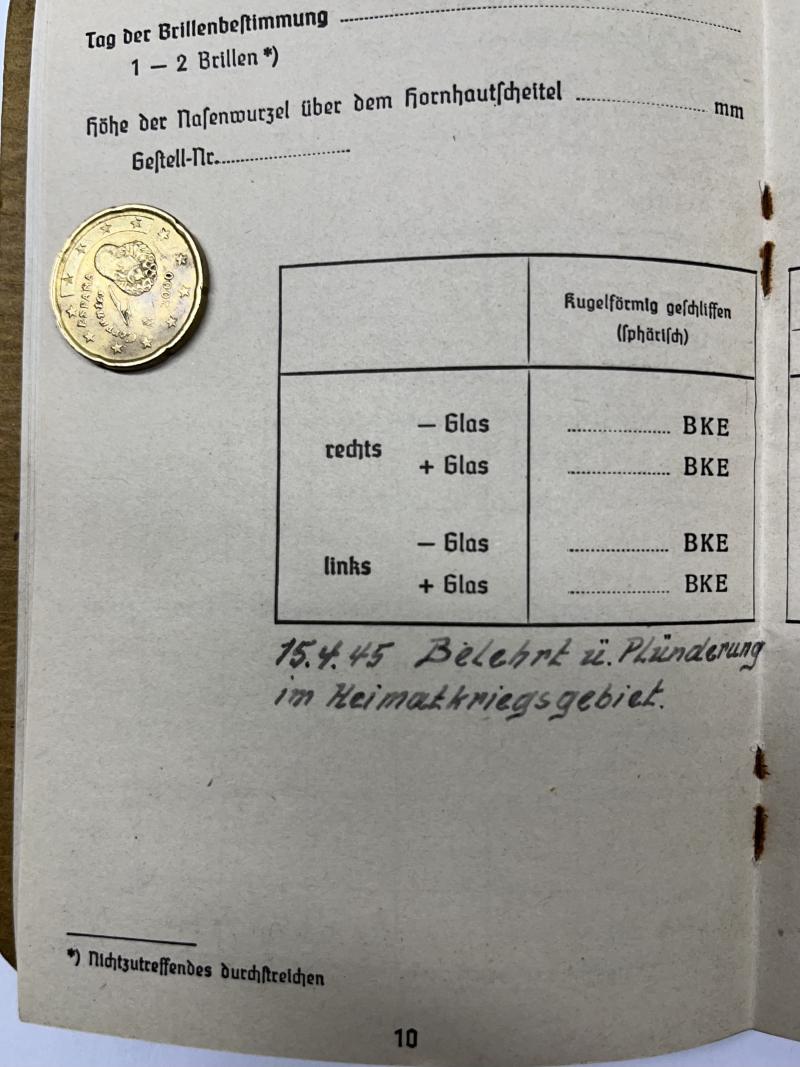 Tag der Brillenbestimmung ........................
1 — 2 Brillen *)
Höhe der Nasenwurzel über dem Hornhautscheitel ............ mm
Gestell-Nr. ............
ESPAÑA
Cervantes
2000
Kugelförmig geschliffen
(sphärisch)
rechts
— Glas ............ BKE
+ Glas ............ BKE
links
— Glas ............ BKE
+ Glas ............ BKE
15.4.45 Belehrt ü. Plünderung
im Heimatkriegsgebiet.
*) Nichtzutreffendes durchstreichen
10